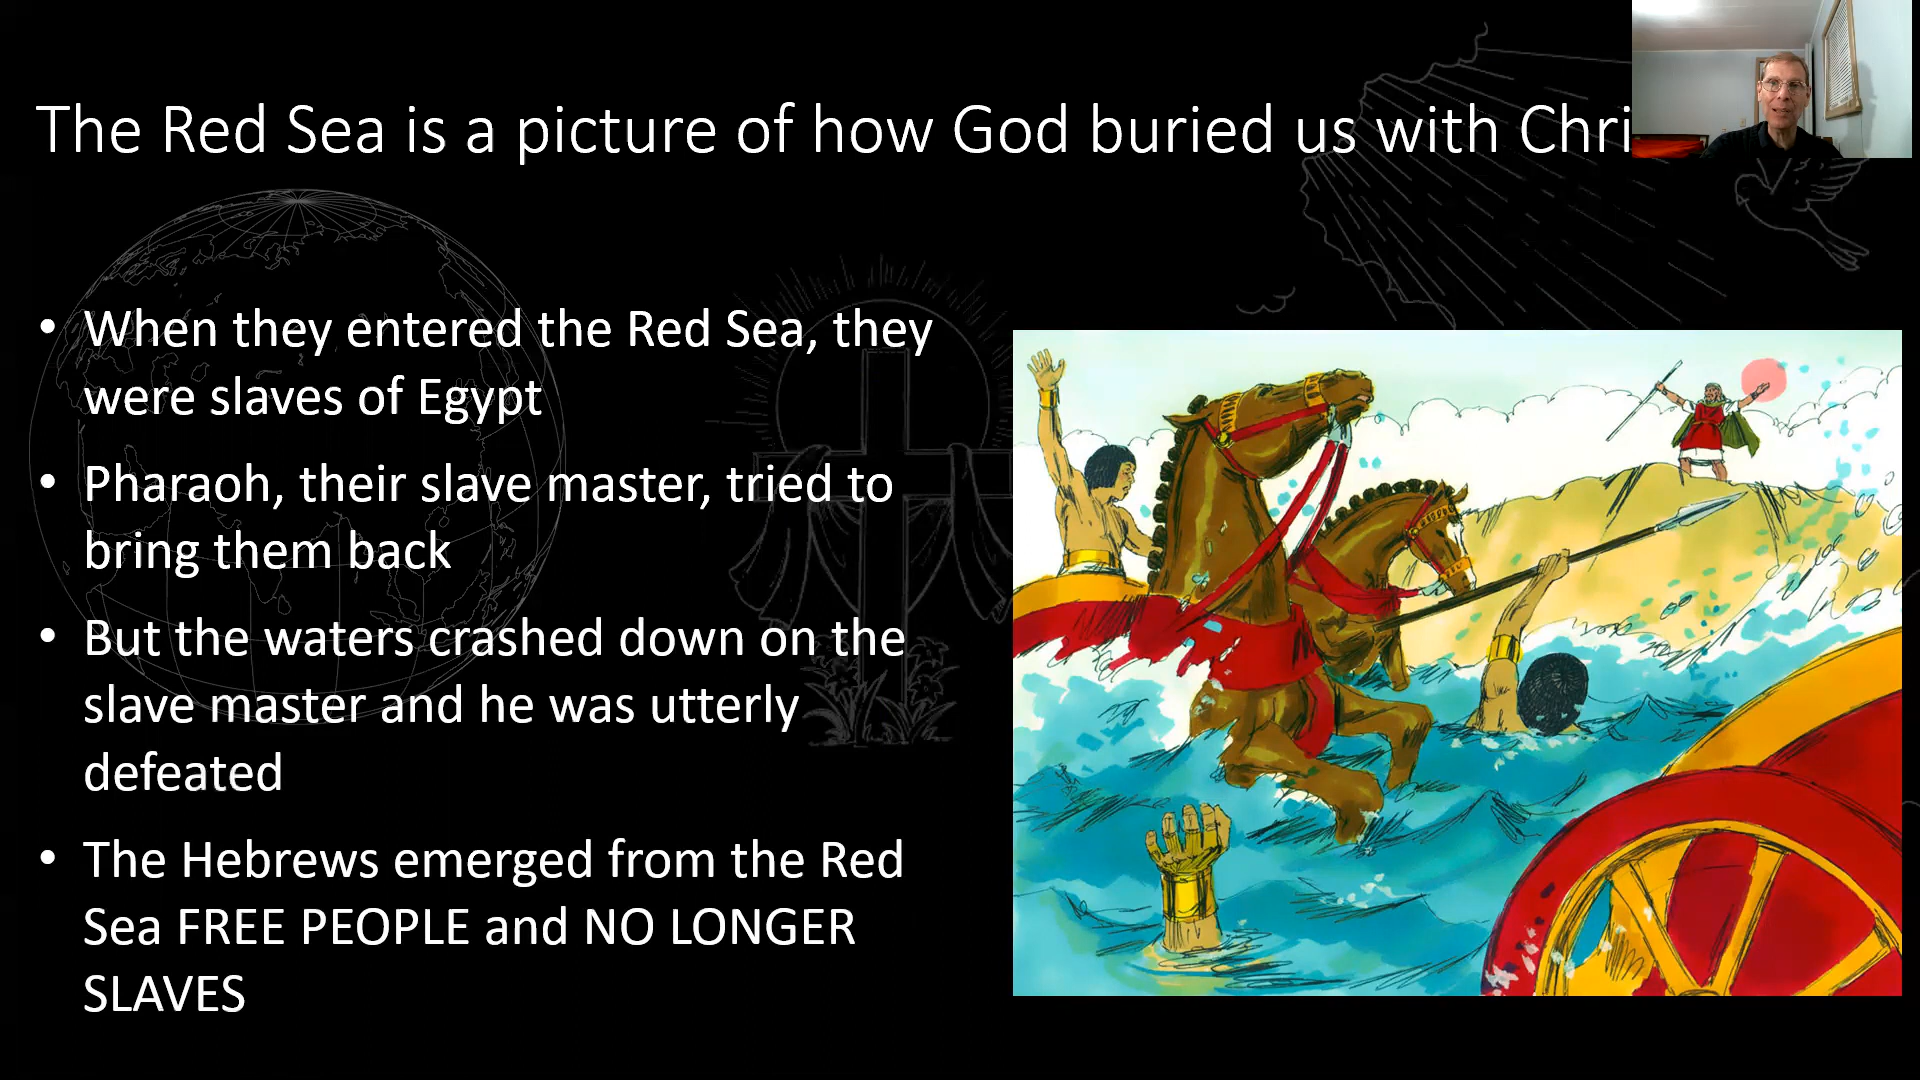 The Red Sea is a picture of how God buried us with Chri
• When they entered the Red Sea, they
were slaves of Egypt
• Pharaoh, their slave master, tried to
bring them back
• But the waters crashed down on the
slave master and he was utterly
defeated
• The Hebrews emerged from the Red
Sea FREE PEOPLE and NO LONGER
SLAVES